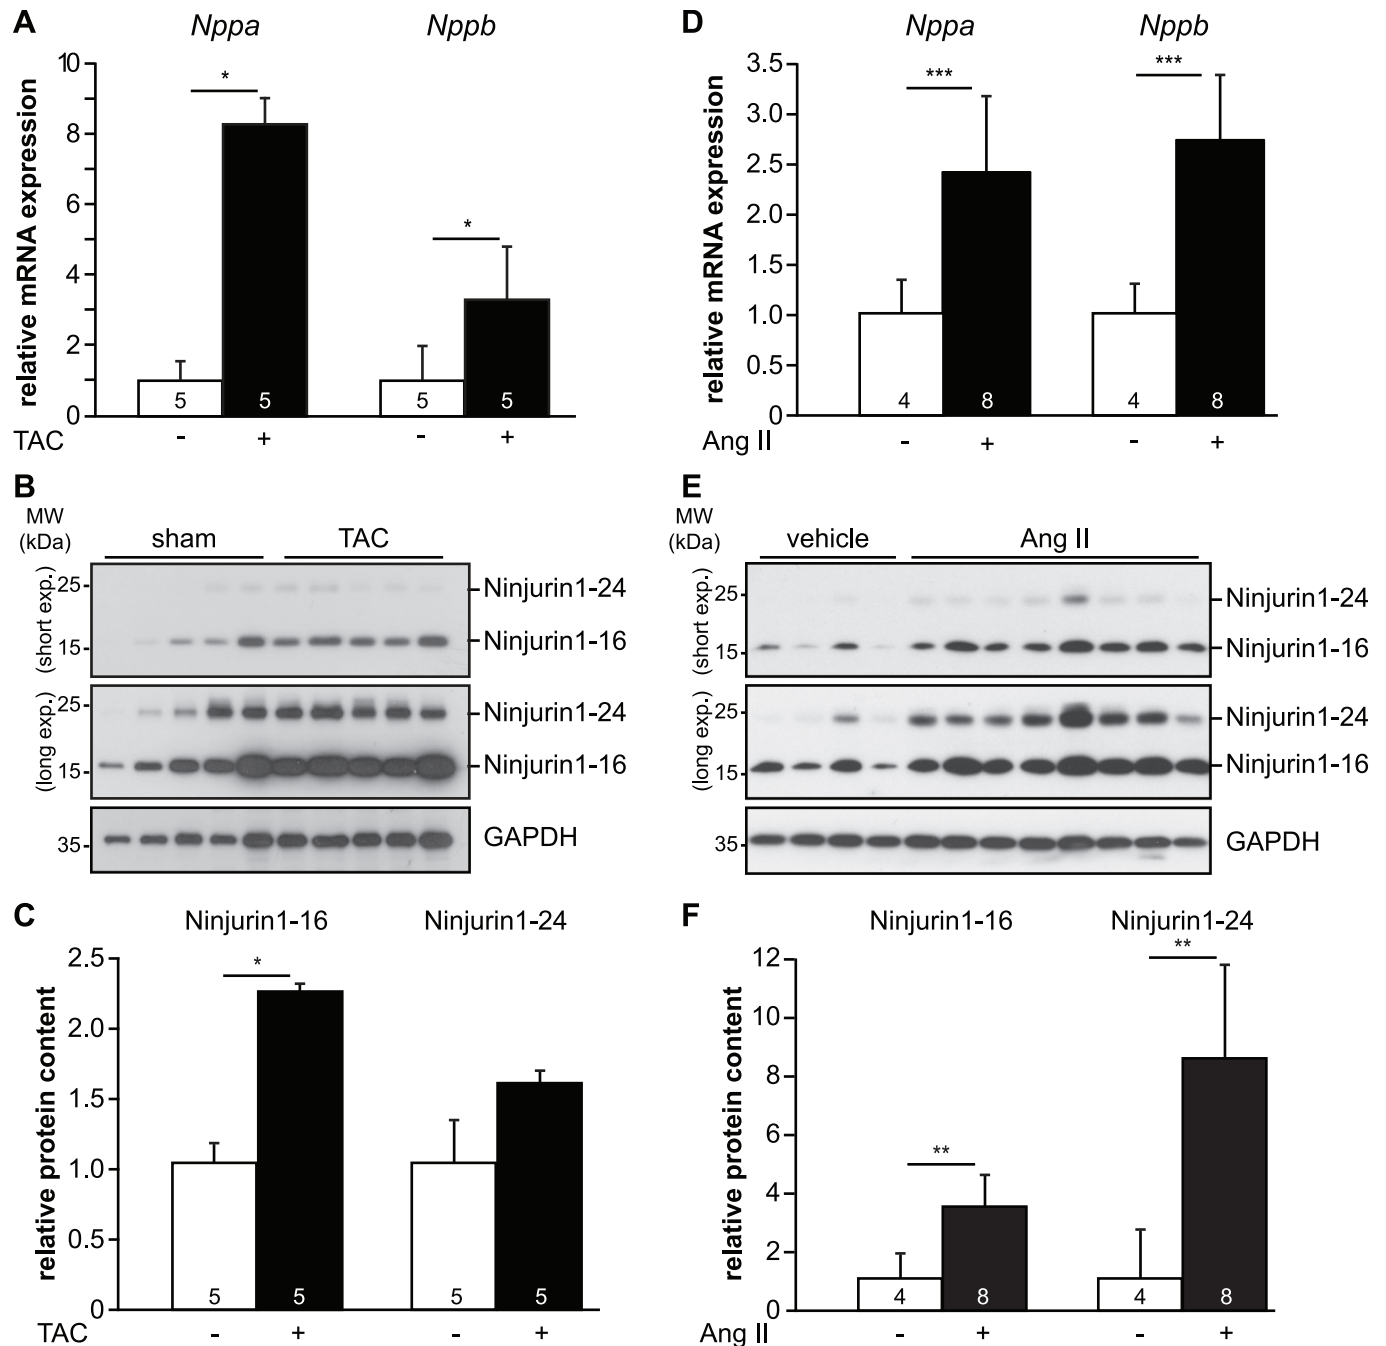 A
Nppa Nppb
relative mRNA expression
10
8
6
4
2
0
* *
5 5 5 5
TAC - + - +
B
MW
(kDa)
sham TAC
(short exp.)
25- Ninjurin1-24
15- Ninjurin1-16
(long exp.)
25- Ninjurin1-24
15- Ninjurin1-16
35- GAPDH
C
Ninjurin1-16 Ninjurin1-24
relative protein content
2.5
2.0
1.5
1.0
0.5
0
*
5 5 5 5
TAC - + - +
D
Nppa Nppb
relative mRNA expression
3.5
3.0
2.5
2.0
1.5
1.0
0.5
0
*** ***
4 8 4 8
Ang II - + - +
E
MW
(kDa)
vehicle Ang II
(short exp.)
25- Ninjurin1-24
15- Ninjurin1-16
(long exp.)
25- Ninjurin1-24
15- Ninjurin1-16
35- GAPDH
F
Ninjurin1-16 Ninjurin1-24
relative protein content
12
10
8
6
4
2
0
** **
4 8 4 8
Ang II - + - +